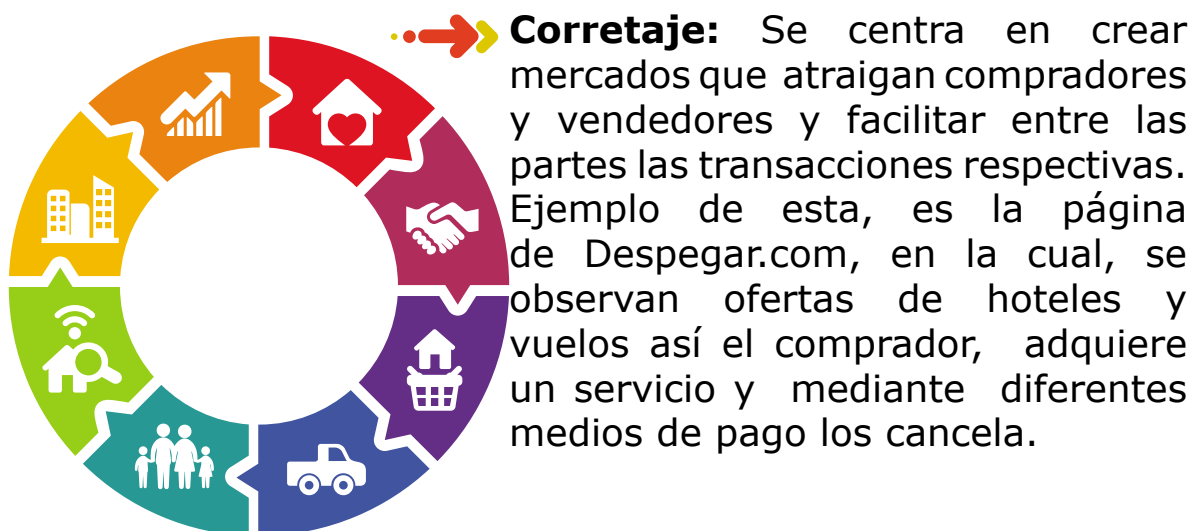 Corretaje: Se centra en crear
mercados que atraigan compradores
y vendedores y facilitar entre las
partes las transacciones respectivas.
Ejemplo de esta, es la página
de Despegar.com, en la cual, se
observan ofertas de hoteles y
vuelos así el comprador, adquiere
un servicio y mediante diferentes
medios de pago los cancela.